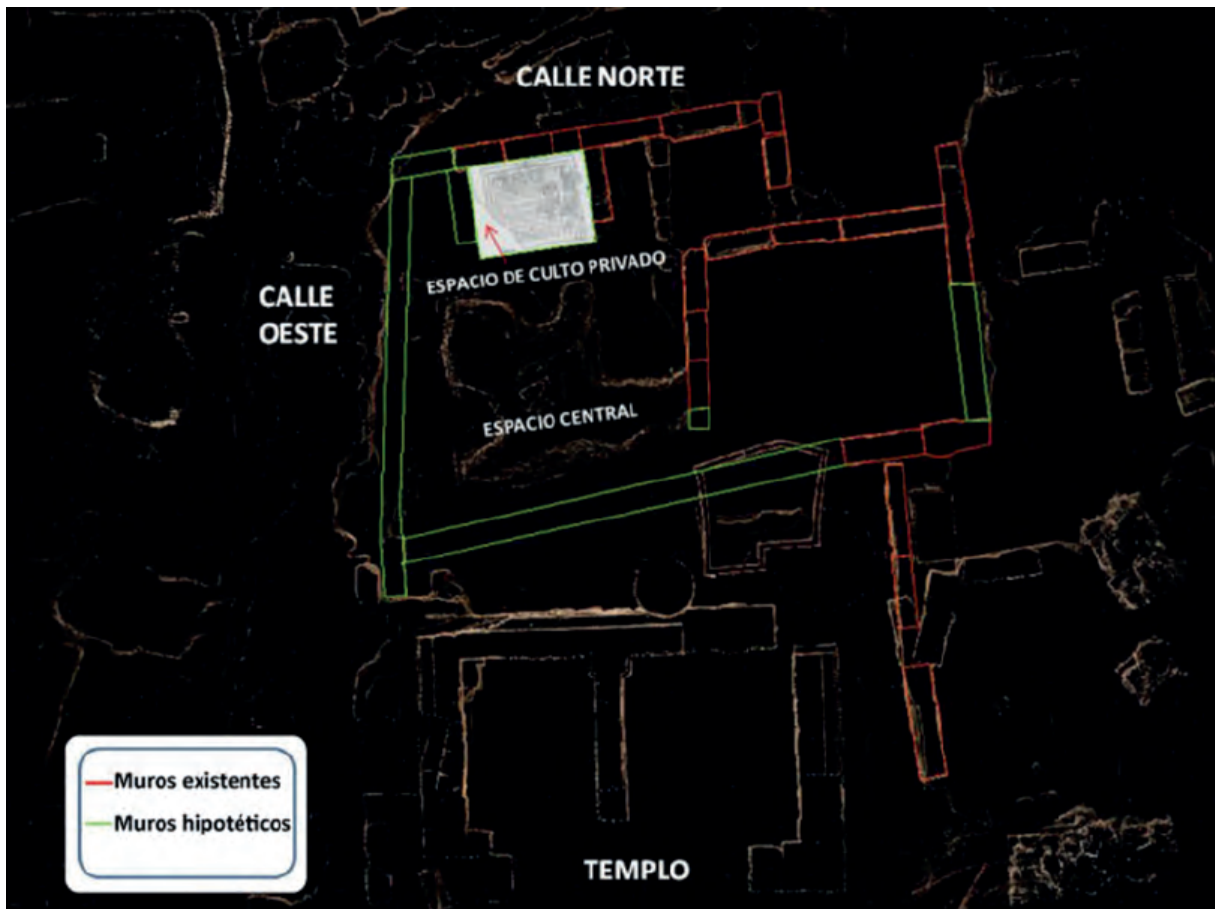 CALLE NORTE
ESPACIO DE CULTO PRIVADO
CALLE
OESTE
ESPACIO CENTRAL
Muros existentes
Muros hipotéticos
TEMPLO